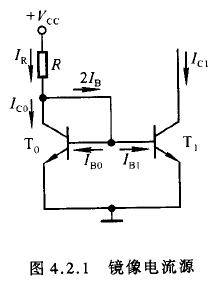 +V_CC
I_R
R
2I_B
I_C1
I_C0
T_0
T_1
I_B0
I_B1
图 4.2.1 镜像电流源